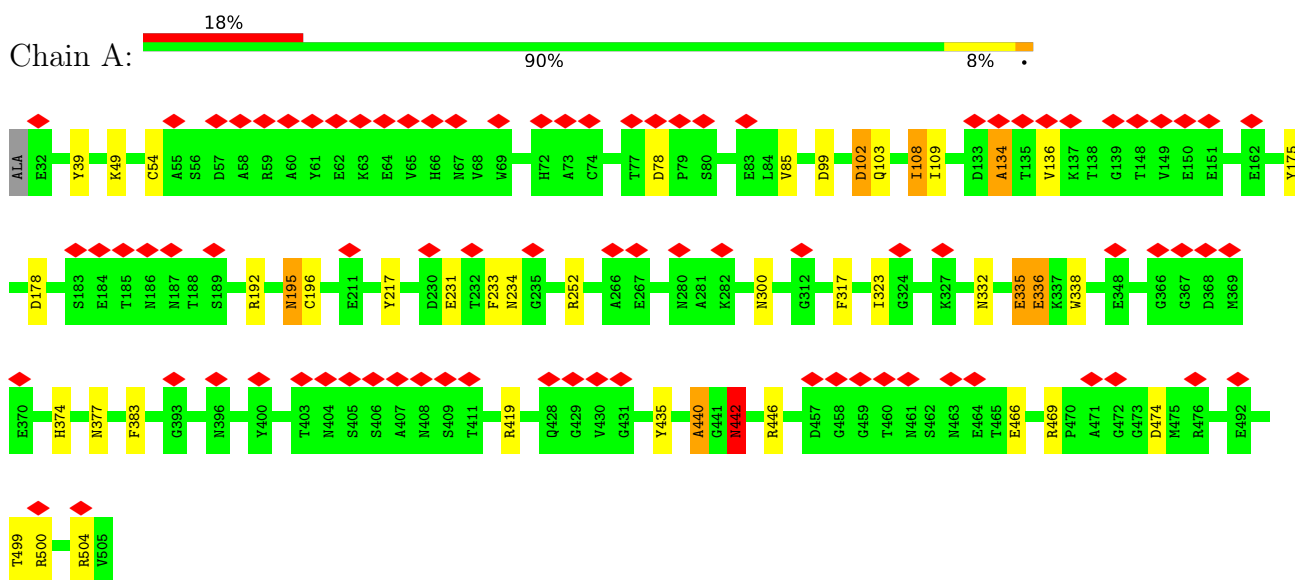 18%
Chain A:
90% 8% •
ALA E32 Y39 K49 C54 A55 S56 D57 A58 R59 A60 Y61 E62 K63 E64 V65 H66 N67 V68 W69 H72 A73 C74 T77 D78 P79 S80 E83 L84 V85 D99 D102 Q103 I108 I109 D133 A134 T135 V136 K137 T138 G139 T148 V149 E150 E151 E162 Y175
D178 S183 E184 T185 N186 N187 T188 S189 R192 N195 C196 E211 Y217 D230 E231 T232 F233 N234 G235 R252 A266 E267 N280 A281 K282 N300 G312 F317 I323 G324 K327 N332 E335 E336 K337 W338 E348 G366 G367 D368 M369
E370 H374 N377 F383 G393 N396 Y400 T403 N404 S405 S406 A407 N408 S409 T411 R419 Q428 G429 V430 G431 Y435 A440 G441 N442 R446 D457 G458 G459 T460 N461 S462 N463 E464 T465 E466 R469 P470 A471 G472 G473 D474 M475 R476 E492
T499 R500 R504 V505